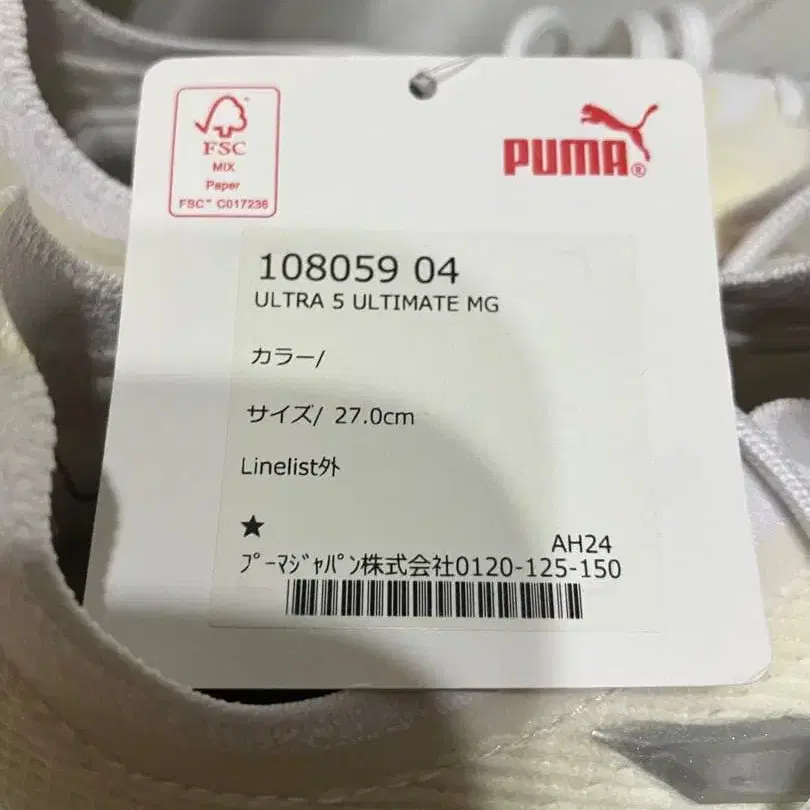 FSC
MIX
Paper
FSC™ C017236
PUMA®
108059 04
ULTRA 5 ULTIMATE MG
カラー/
サイズ/ 27.0cm
Linelist外
★
AH24
ﾌﾟｰﾏｼﾞｬﾊﾟﾝ株式会社0120-125-150